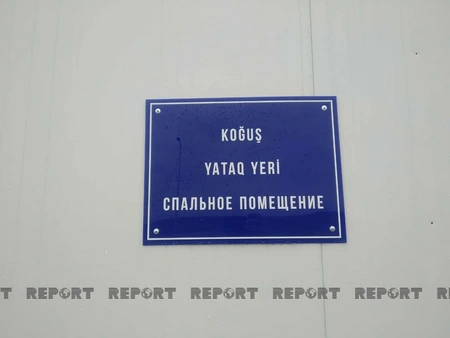 KOĞUŞ
YATAQ YERİ
СПАЛЬНОЕ ПОМЕЩЕНИЕ
REPORT REPORT REPORT REPORT REPORT